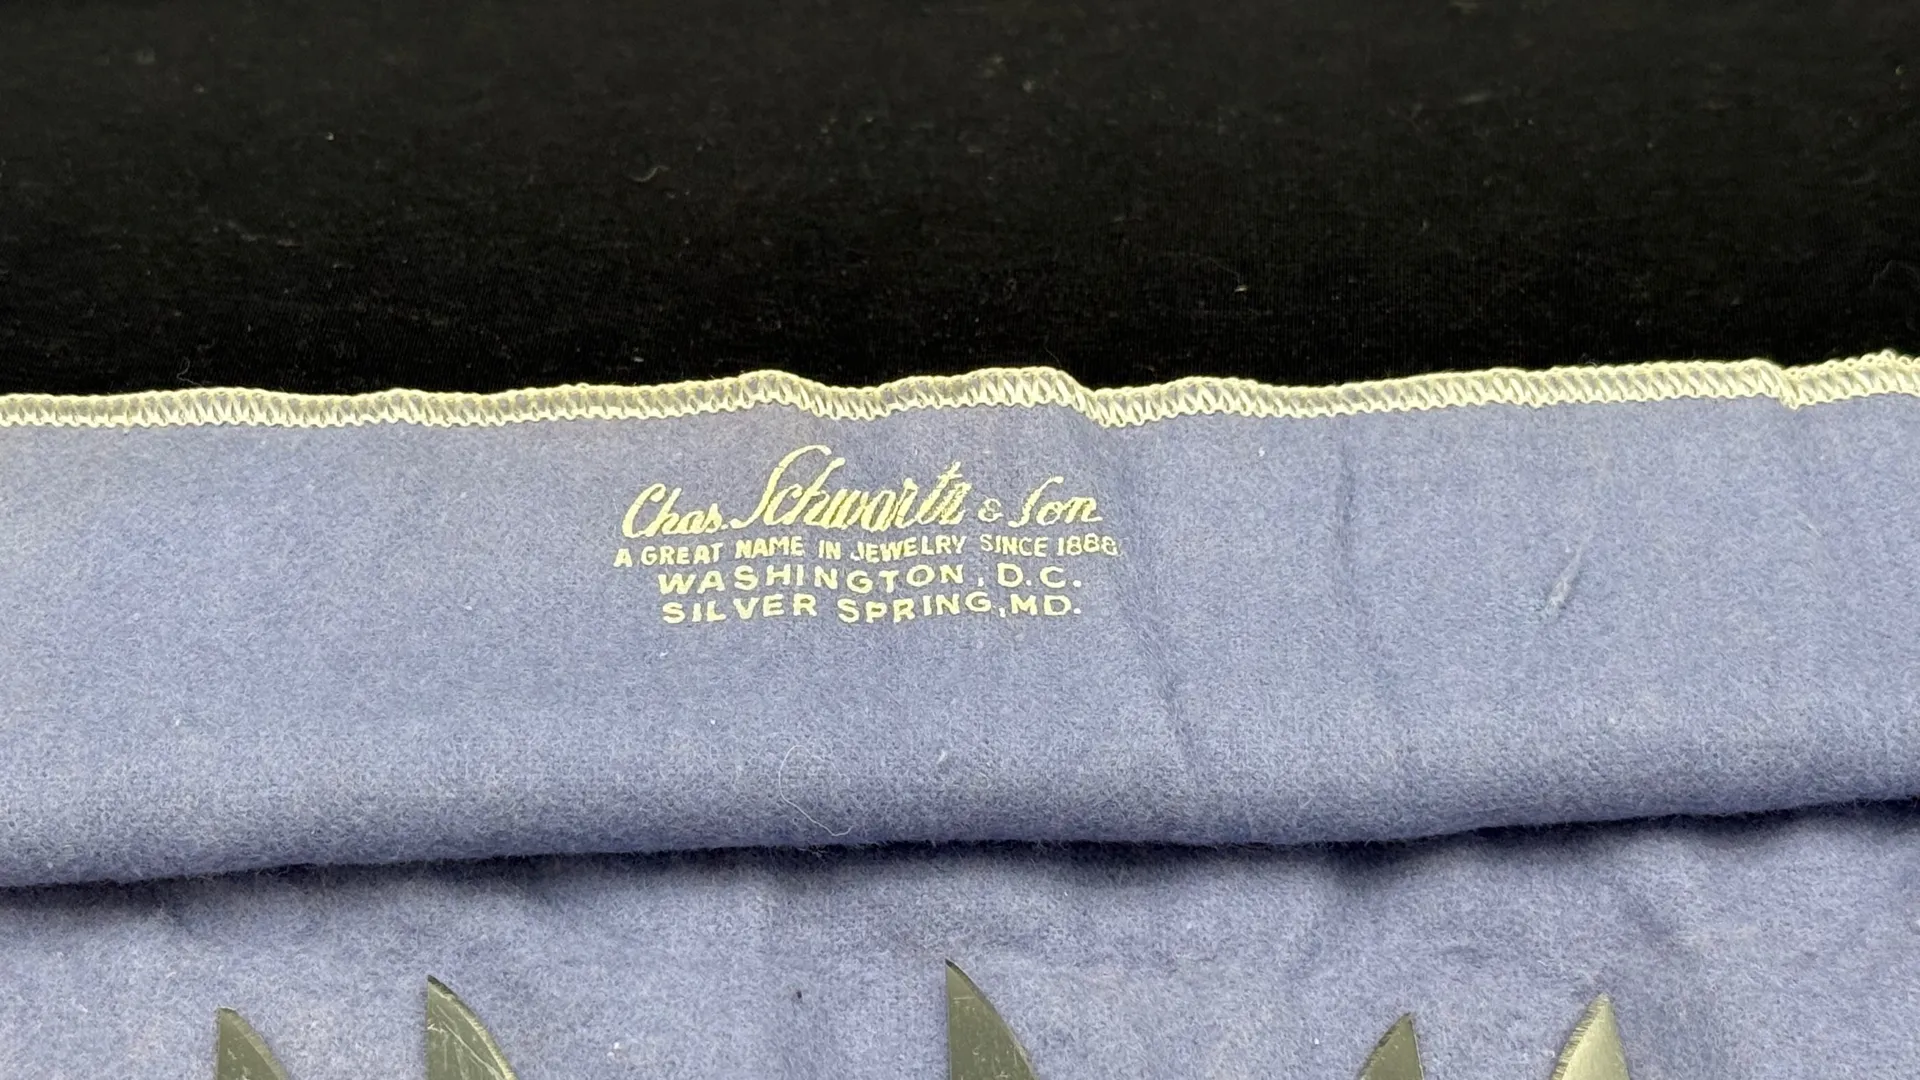 Chas. Schwartz & Son
A GREAT NAME IN JEWELRY SINCE 1888
WASHINGTON, D.C.
SILVER SPRING, MD.